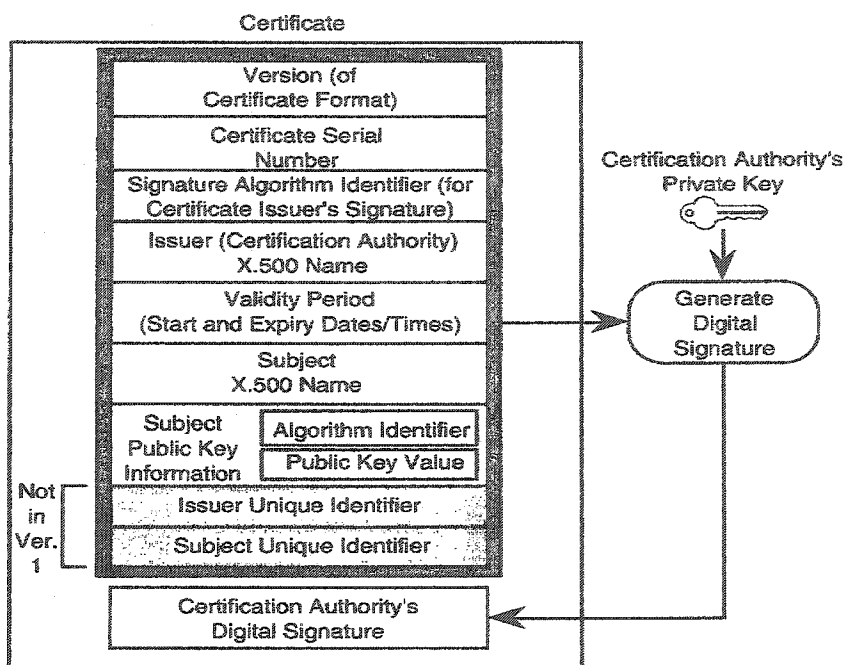 Certificate
Version (of
Certificate Format)
Certificate Serial
Number
Signature Algorithm Identifier (for
Certificate Issuer's Signature)
Issuer (Certification Authority)
X.500 Name
Validity Period
(Start and Expiry Dates/Times)
Subject
X.500 Name
Subject
Public Key
Information
Algorithm Identifier
Public Key Value
Not
in
Ver.
1
Issuer Unique Identifier
Subject Unique Identifier
Certification Authority's
Digital Signature
Certification Authority's
Private Key
Generate
Digital
Signature